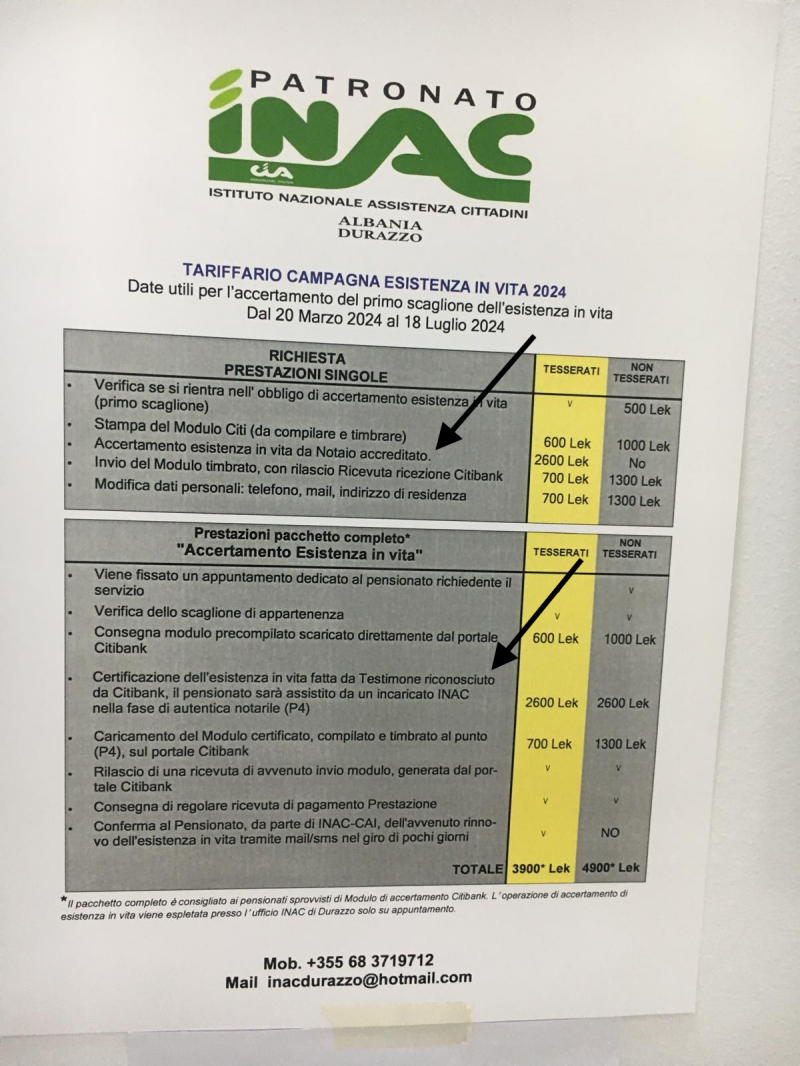 PATRONATO
iNAC
CIA
ISTITUTO NAZIONALE ASSISTENZA CITTADINI
ALBANIA
DURAZZO
TARIFFARIO CAMPAGNA ESISTENZA IN VITA 2024
Date utili per l'accertamento del primo scaglione dell'esistenza in vita
Dal 20 Marzo 2024 al 18 Luglio 2024
RICHIESTA
PRESTAZIONI SINGOLE
TESSERATI
NON
TESSERATI
• Verifica se si rientra nell' obbligo di accertamento esistenza in vita
(primo scaglione) v 500 Lek
• Stampa del Modulo Citi (da compilare e timbrare) 600 Lek 1000 Lek
• Accertamento esistenza in vita da Notaio accreditato. 2600 Lek No
• Invio del Modulo timbrato, con rilascio Ricevuta ricezione Citibank 700 Lek 1300 Lek
• Modifica dati personali: telefono, mail, indirizzo di residenza 700 Lek 1300 Lek
Prestazioni pacchetto completo*
"Accertamento Esistenza in vita"
TESSERATI
NON
TESSERATI
• Viene fissato un appuntamento dedicato al pensionato richiedente il
servizio v
• Verifica dello scaglione di appartenenza v v
• Consegna modulo precompilato scaricato direttamente dal portale
Citibank 600 Lek 1000 Lek
• Certificazione dell'esistenza in vita fatta da Testimone riconosciuto
da Citibank, il pensionato sarà assistito da un incaricato INAC
nella fase di autentica notarile (P4) 2600 Lek 2600 Lek
• Caricamento del Modulo certificato, compilato e timbrato al punto
(P4), sul portale Citibank 700 Lek 1300 Lek
• Rilascio di una ricevuta di avvenuto invio modulo, generata dal por-
tale Citibank v v
• Consegna di regolare ricevuta di pagamento Prestazione v v
• Conferma al Pensionato, da parte di INAC-CAI, dell'avvenuto rinno-
vo dell'esistenza in vita tramite mail/sms nel giro di pochi giorni v NO
TOTALE 3900* Lek 4900* Lek
*Il pacchetto completo è consigliato ai pensionati sprovvisti di Modulo di accertamento Citibank. L'operazione di accertamento di
esistenza in vita viene espletata presso l'ufficio INAC di Durazzo solo su appuntamento.
Mob. +355 68 3719712
Mail inacdurazzo@hotmail.com